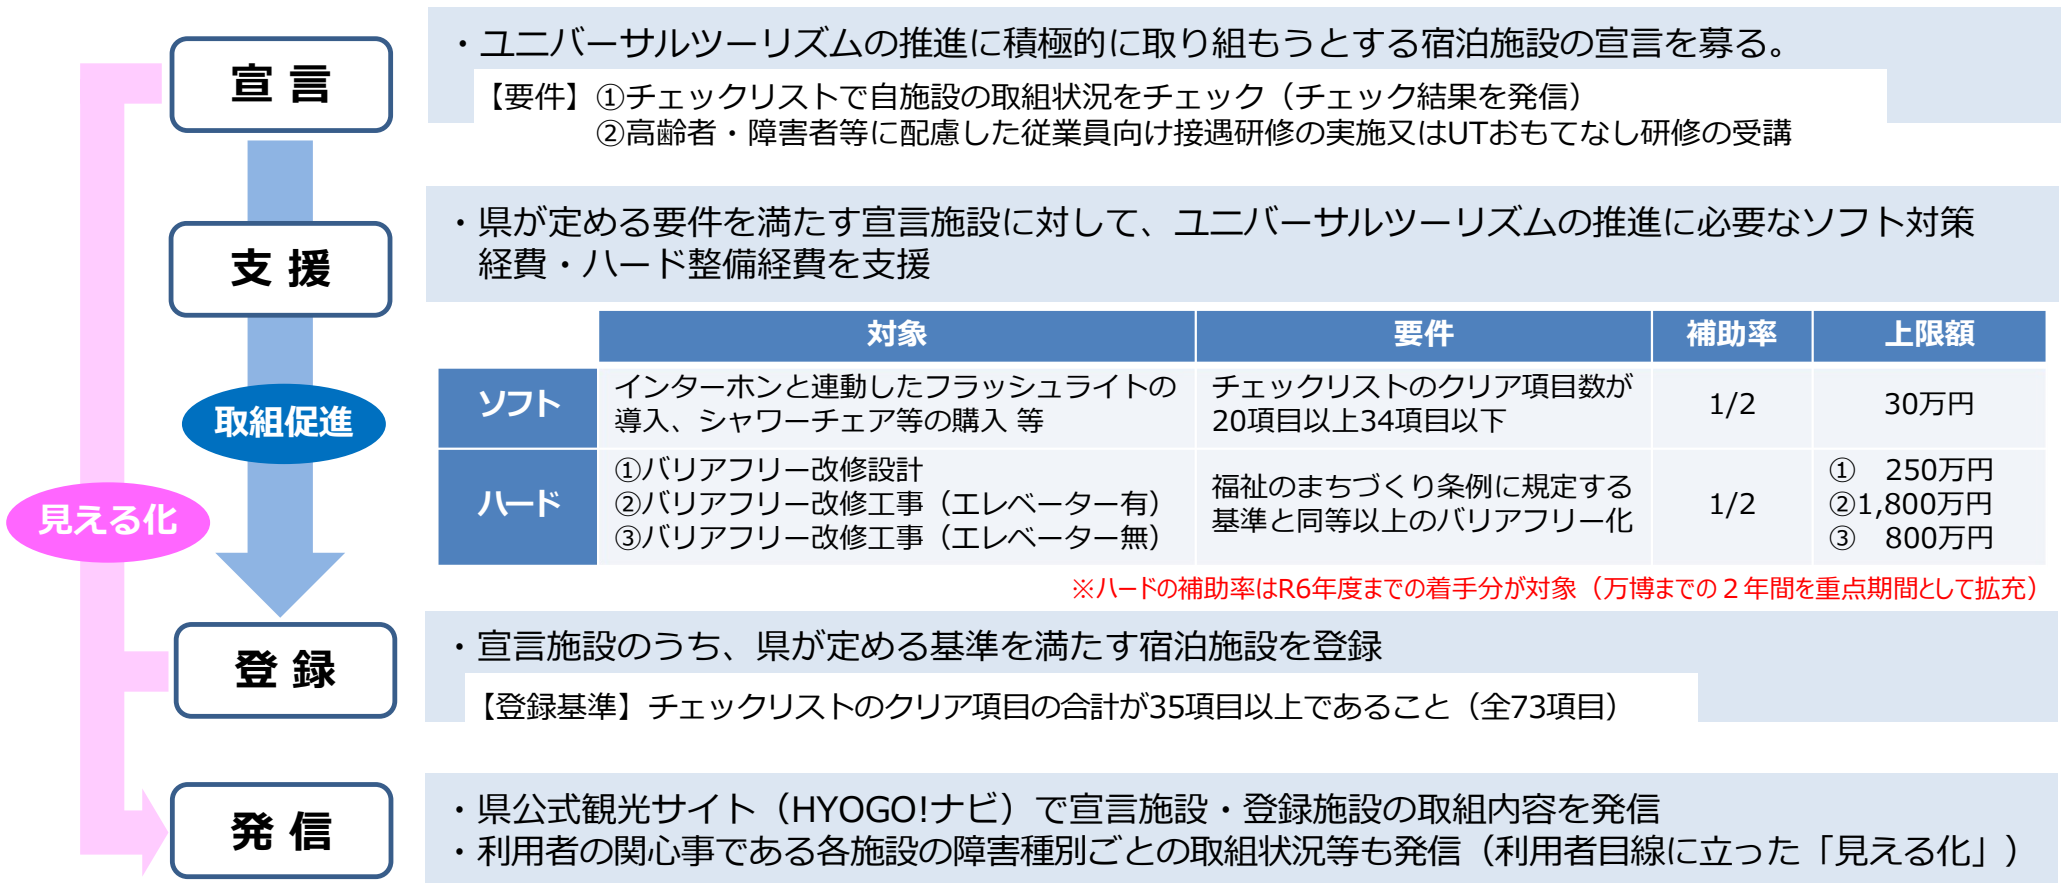 宣言
・ユニバーサルツーリズムの推進に積極的に取り組もうとする宿泊施設の宣言を募る。
【要件】①チェックリストで自施設の取組状況をチェック（チェック結果を発信）
②高齢者・障害者等に配慮した従業員向け接遇研修の実施又はUTおもてなし研修の受講
支援
・県が定める要件を満たす宣言施設に対して、ユニバーサルツーリズムの推進に必要なソフト対策
経費・ハード整備経費を支援
対象 要件 補助率 上限額
ソフト
インターホンと連動したフラッシュライトの
導入、シャワーチェア等の購入 等
チェックリストのクリア項目数が
20項目以上34項目以下
1/2
30万円
ハード
①バリアフリー改修設計
②バリアフリー改修工事（エレベーター有）
③バリアフリー改修工事（エレベーター無）
福祉のまちづくり条例に規定する
基準と同等以上のバリアフリー化
1/2
① 250万円
②1,800万円
③ 800万円
※ハードの補助率はR6年度までの着手分が対象（万博までの２年間を重点期間として拡充）
取組促進
見える化
登録
・宣言施設のうち、県が定める基準を満たす宿泊施設を登録
【登録基準】チェックリストのクリア項目の合計が35項目以上であること（全73項目）
発信
・県公式観光サイト（HYOGO!ナビ）で宣言施設・登録施設の取組内容を発信
・利用者の関心事である各施設の障害種別ごとの取組状況等も発信（利用者目線に立った「見える化」）